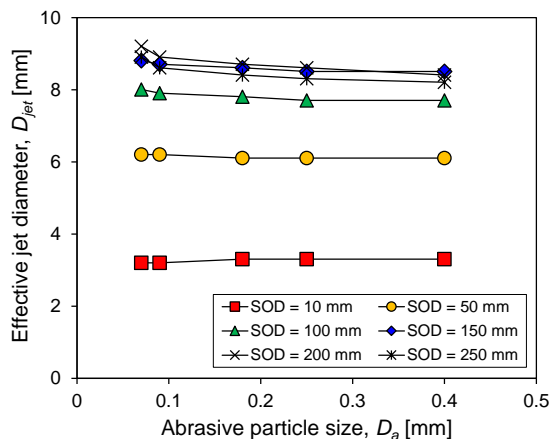 10
8
6
4
2
0
Effective jet diameter, D_jet [mm]
SOD = 10 mm
SOD = 50 mm
SOD = 100 mm
SOD = 150 mm
SOD = 200 mm
SOD = 250 mm
0 0.1 0.2 0.3 0.4 0.5
Abrasive particle size, D_a [mm]